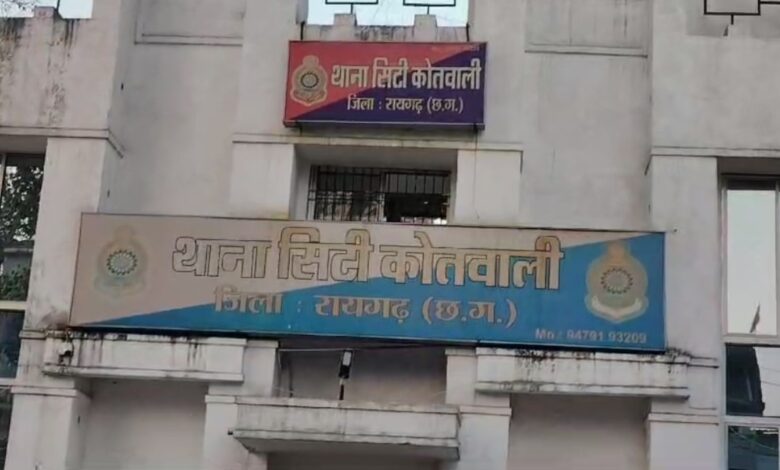 थाना सिटी कोतवाली
जिला : रायगढ़ (छ.ग.)
थाना सिटी कोतवाली
जिला : रायगढ़ (छ.ग.)
Mo.: 94791 93209